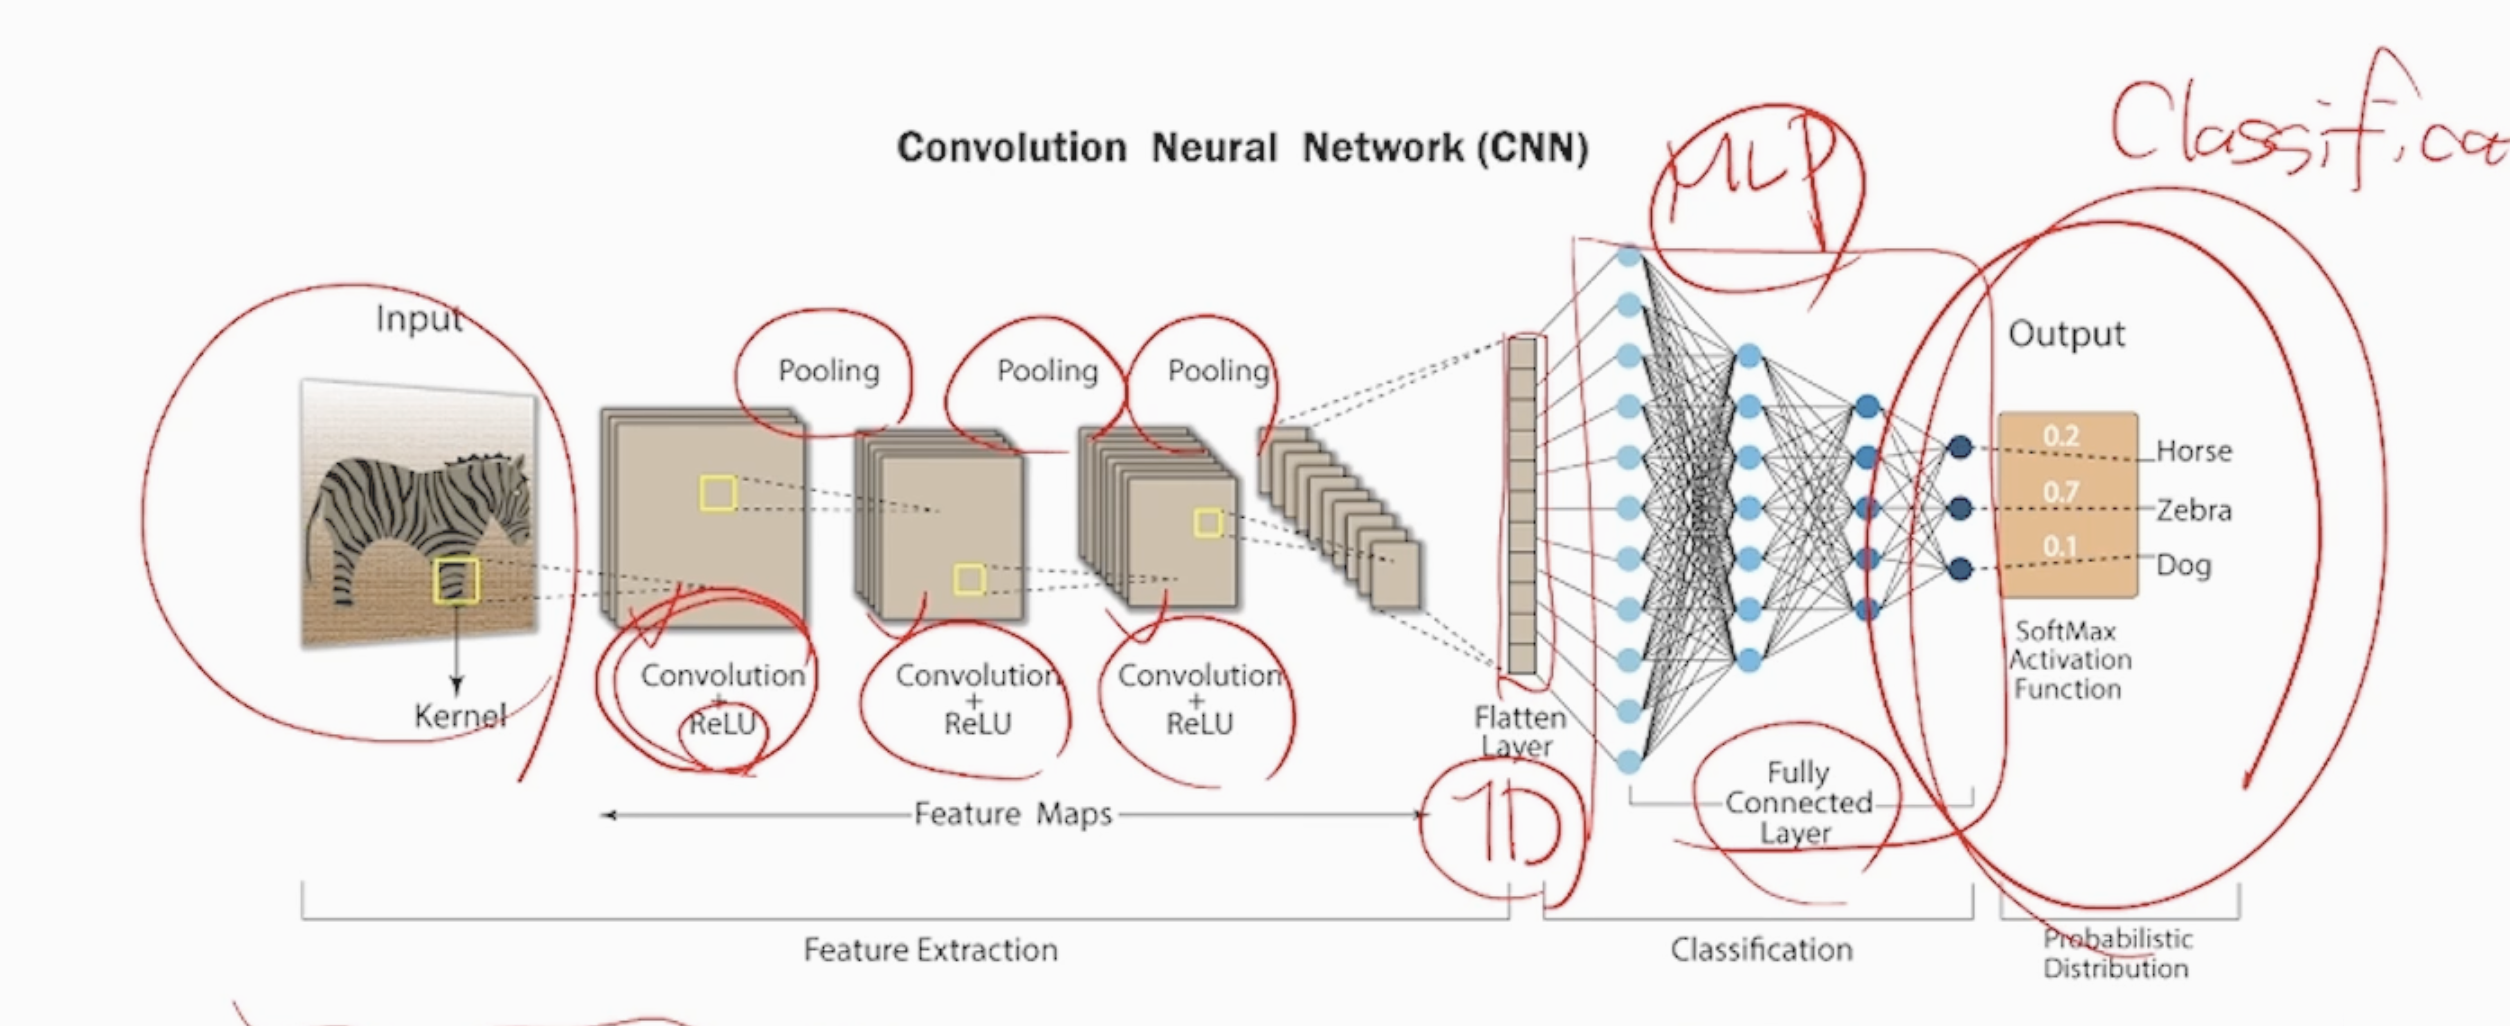 Classificat
Convolution Neural Network (CNN)
MLP
Input
Pooling
Pooling
Pooling
Output
0.2
Horse
0.7
Zebra
0.1
Dog
SoftMax
Activation
Function
Convolution
+
ReLU
Convolution
+
ReLU
Convolution
+
ReLU
Kernel
Flatten
Layer
1D
Fully
Connected
Layer
Feature Maps
Feature Extraction
Classification
Probabilistic
Distribution